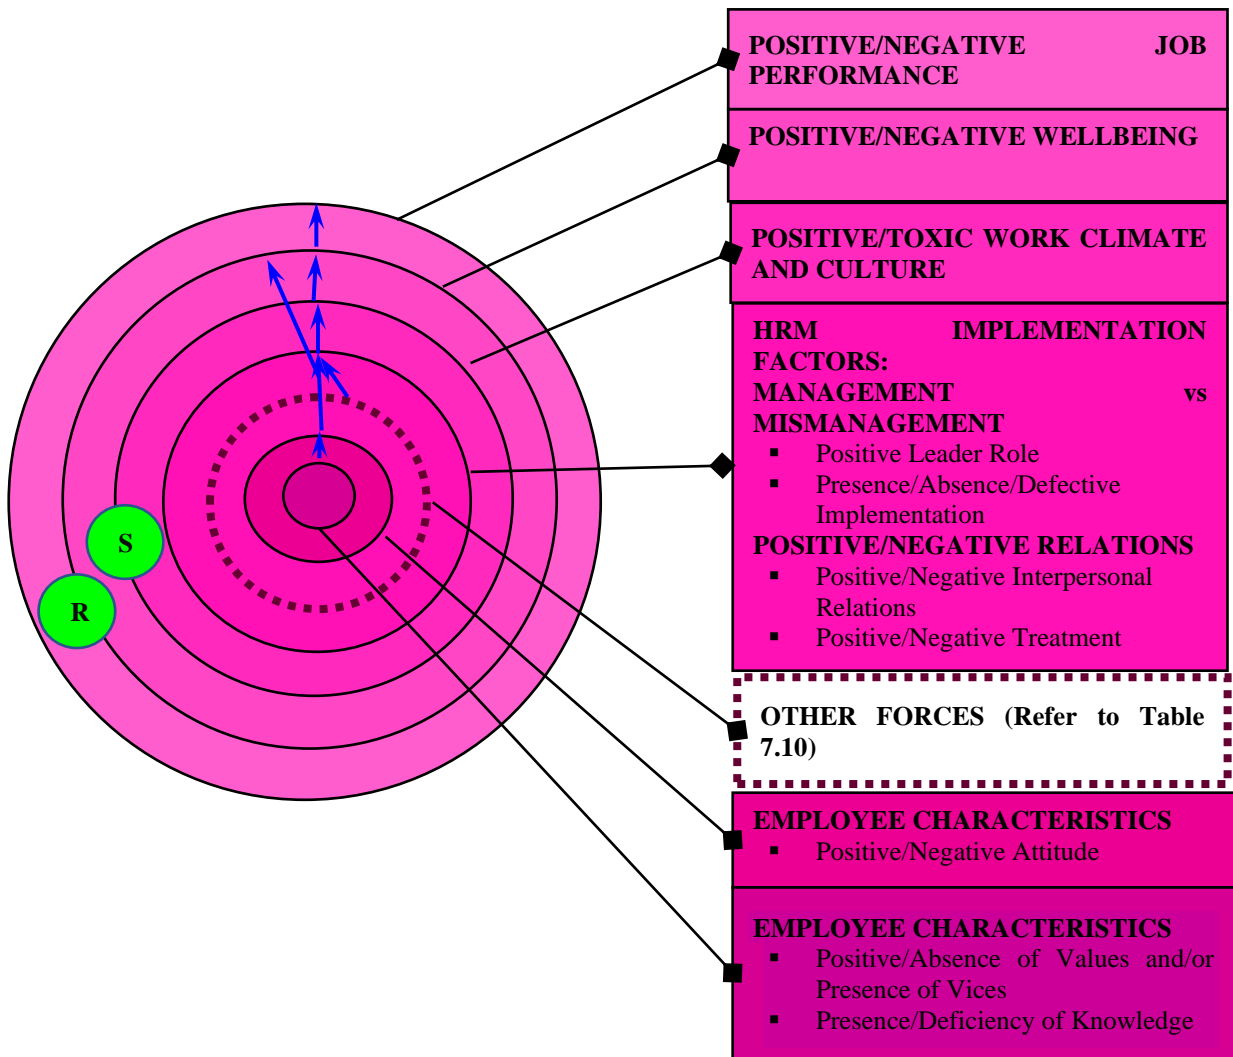 POSITIVE/NEGATIVE JOB
PERFORMANCE
POSITIVE/NEGATIVE WELLBEING
POSITIVE/TOXIC WORK CLIMATE
AND CULTURE
HRM IMPLEMENTATION
FACTORS:
MANAGEMENT vs
MISMANAGEMENT
▪ Positive Leader Role
▪ Presence/Absence/Defective
Implementation
POSITIVE/NEGATIVE RELATIONS
▪ Positive/Negative Interpersonal
Relations
▪ Positive/Negative Treatment
OTHER FORCES (Refer to Table
7.10)
EMPLOYEE CHARACTERISTICS
▪ Positive/Negative Attitude
EMPLOYEE CHARACTERISTICS
▪ Positive/Absence of Values and/or
Presence of Vices
▪ Presence/Deficiency of Knowledge
S
R